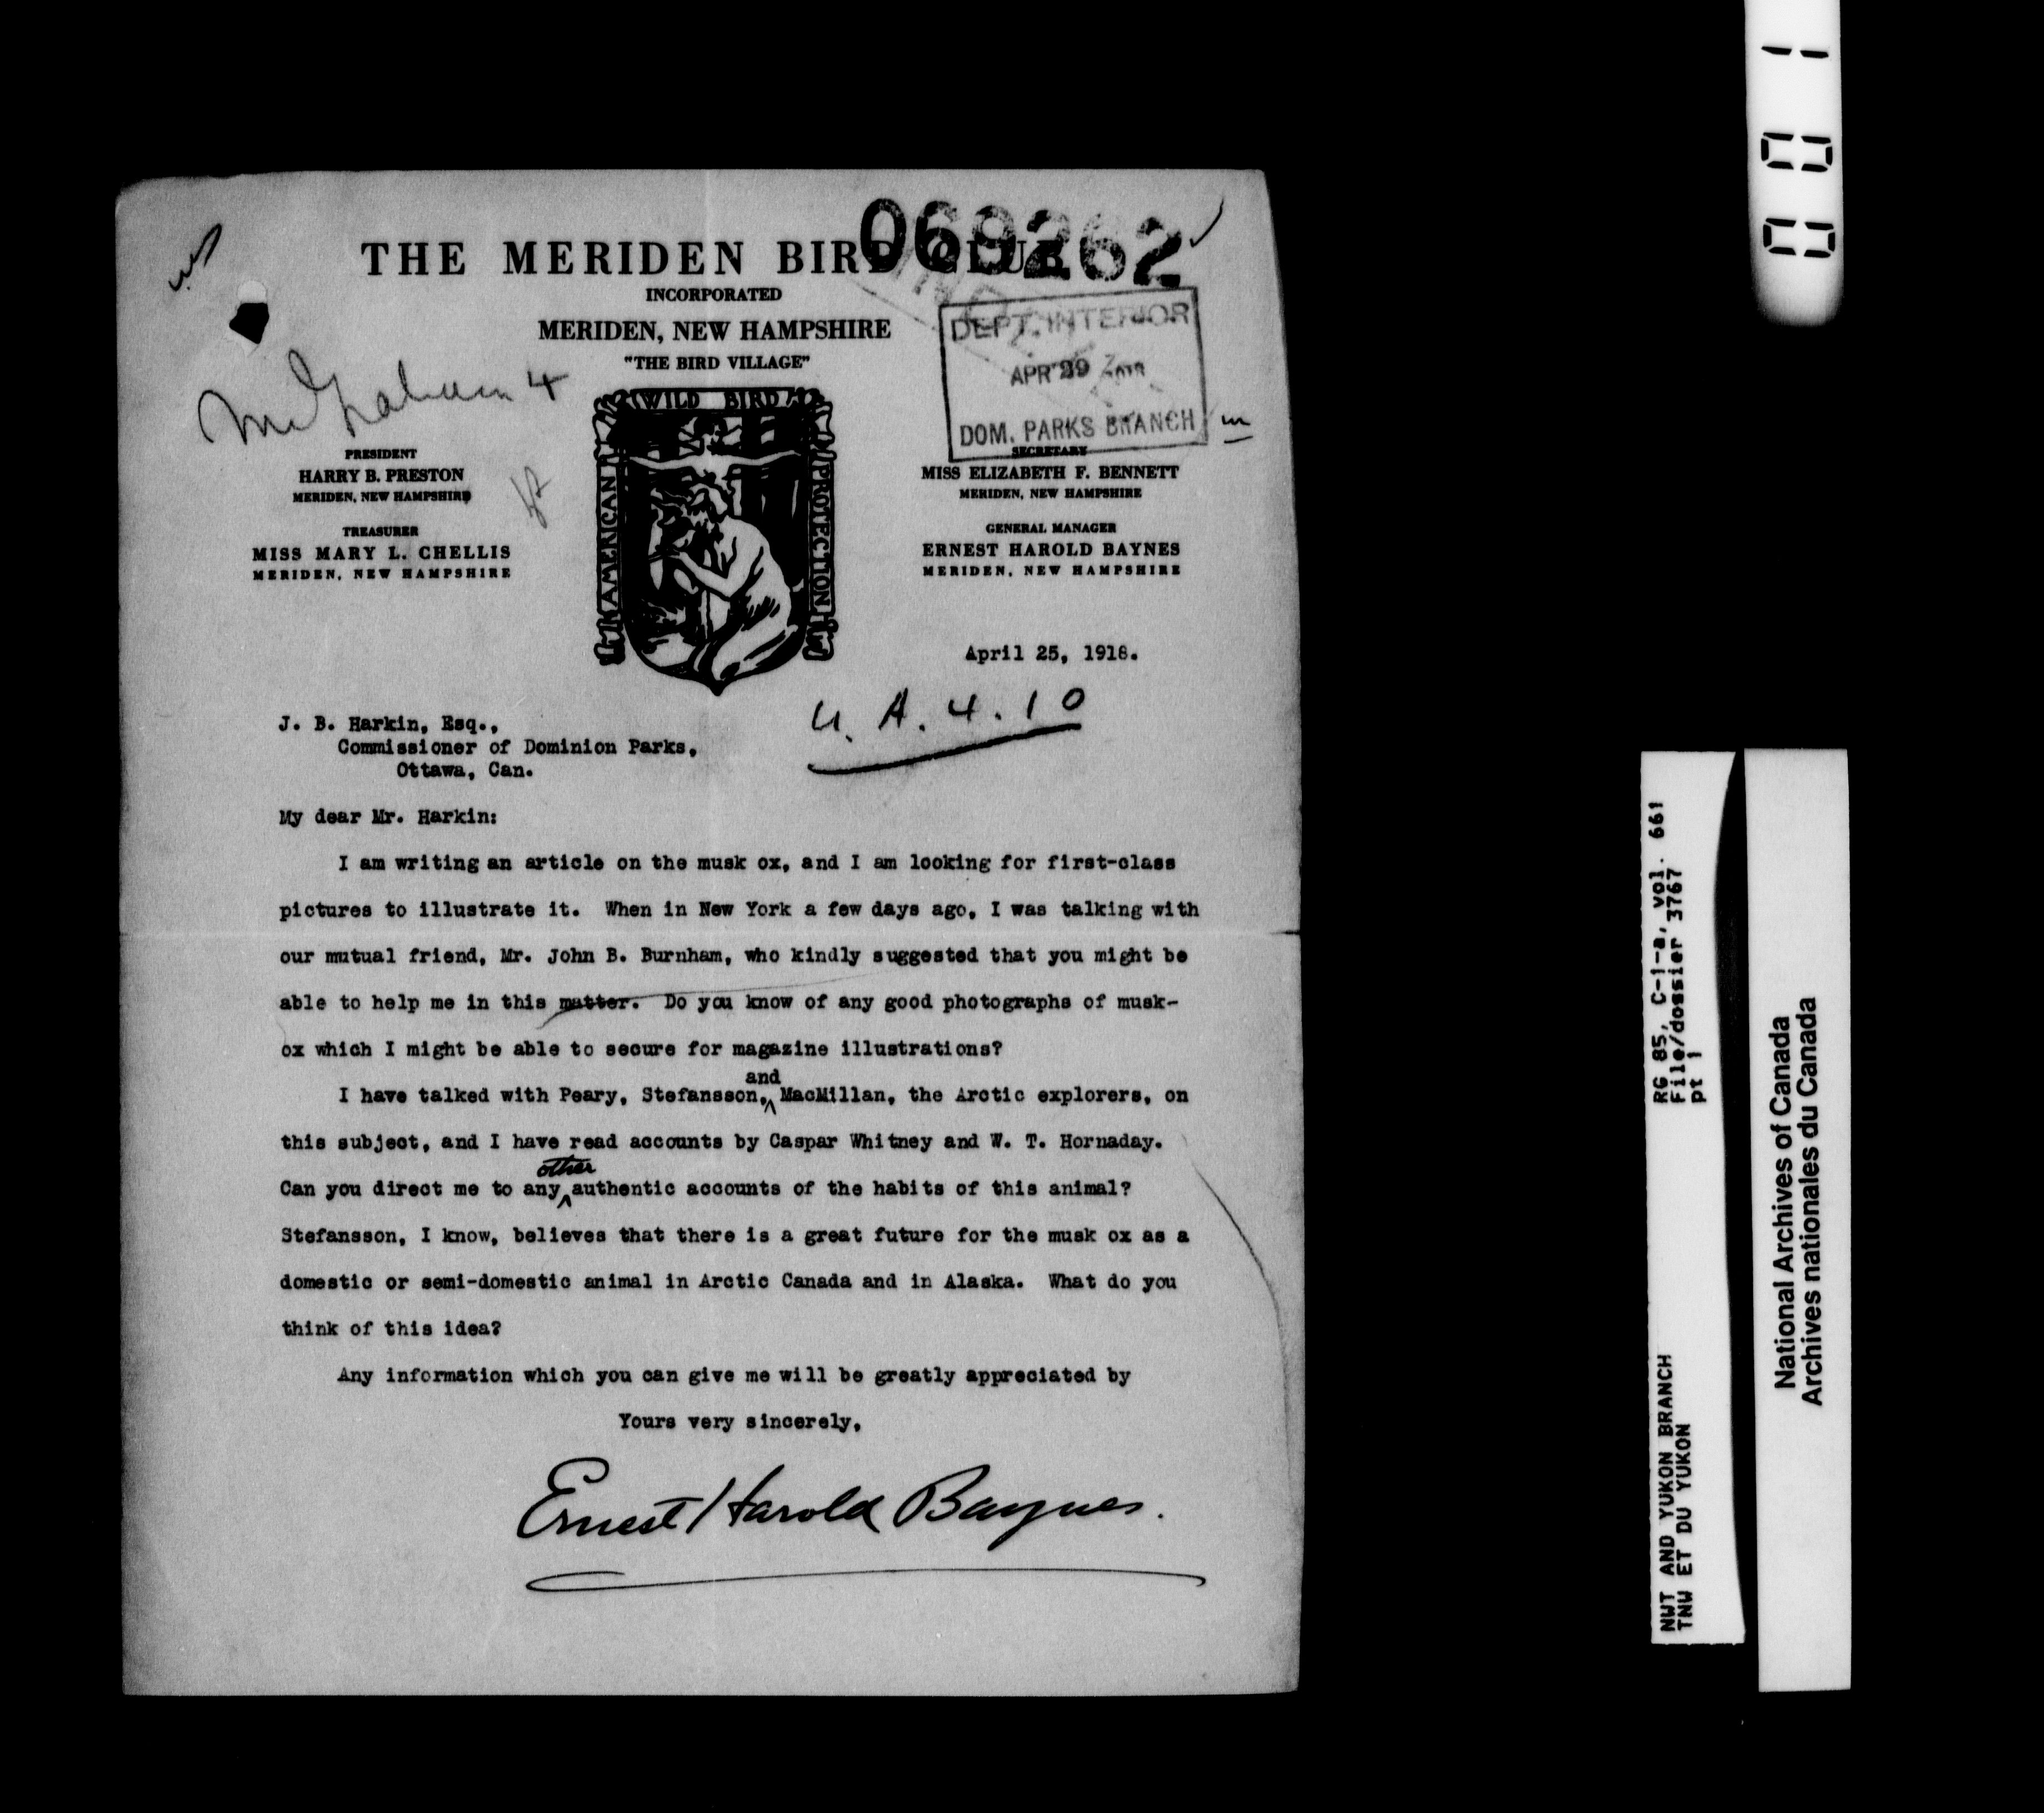 069262
THE MERIDEN BIRD CLUB
INCORPORATED
MERIDEN, NEW HAMPSHIRE
"THE BIRD VILLAGE"
DEPT. INTERIOR
APR 29
DOM. PARKS BRANCH
Mr Graham 4
AMERICAN
WILD BIRD
PROTECTION
PRESIDENT
HARRY B. PRESTON
MERIDEN, NEW HAMPSHIRE
TREASURER
MISS MARY L. CHELLIS
MERIDEN, NEW HAMPSHIRE
SECRETARY
MISS ELIZABETH F. BENNETT
MERIDEN, NEW HAMPSHIRE
GENERAL MANAGER
ERNEST HAROLD BAYNES
MERIDEN, NEW HAMPSHIRE
April 25, 1918.
U. A. 4. 10
J. B. Harkin, Esq.,
Commissioner of Dominion Parks,
Ottawa, Can.
My dear Mr. Harkin:
I am writing an article on the musk ox, and I am looking for first-class
pictures to illustrate it. When in New York a few days ago, I was talking with
our mutual friend, Mr. John B. Burnham, who kindly suggested that you might be
able to help me in this matter. Do you know of any good photographs of musk-
ox which I might be able to secure for magazine illustrations?
I have talked with Peary, Stefansson, and MacMillan, the Arctic explorers, on
this subject, and I have read accounts by Caspar Whitney and W. T. Hornaday.
Can you direct me to any other authentic accounts of the habits of this animal?
Stefansson, I know, believes that there is a great future for the musk ox as a
domestic or semi-domestic animal in Arctic Canada and in Alaska. What do you
think of this idea?
Any information which you can give me will be greatly appreciated by
Yours very sincerely,
Ernest Harold Baynes.
001
RG 85, C-1-a, vol. 661
File/dossier 3767
pt 1
NWT AND YUKON BRANCH
TNW ET DU YUKON
National Archives of Canada
Archives nationales du Canada